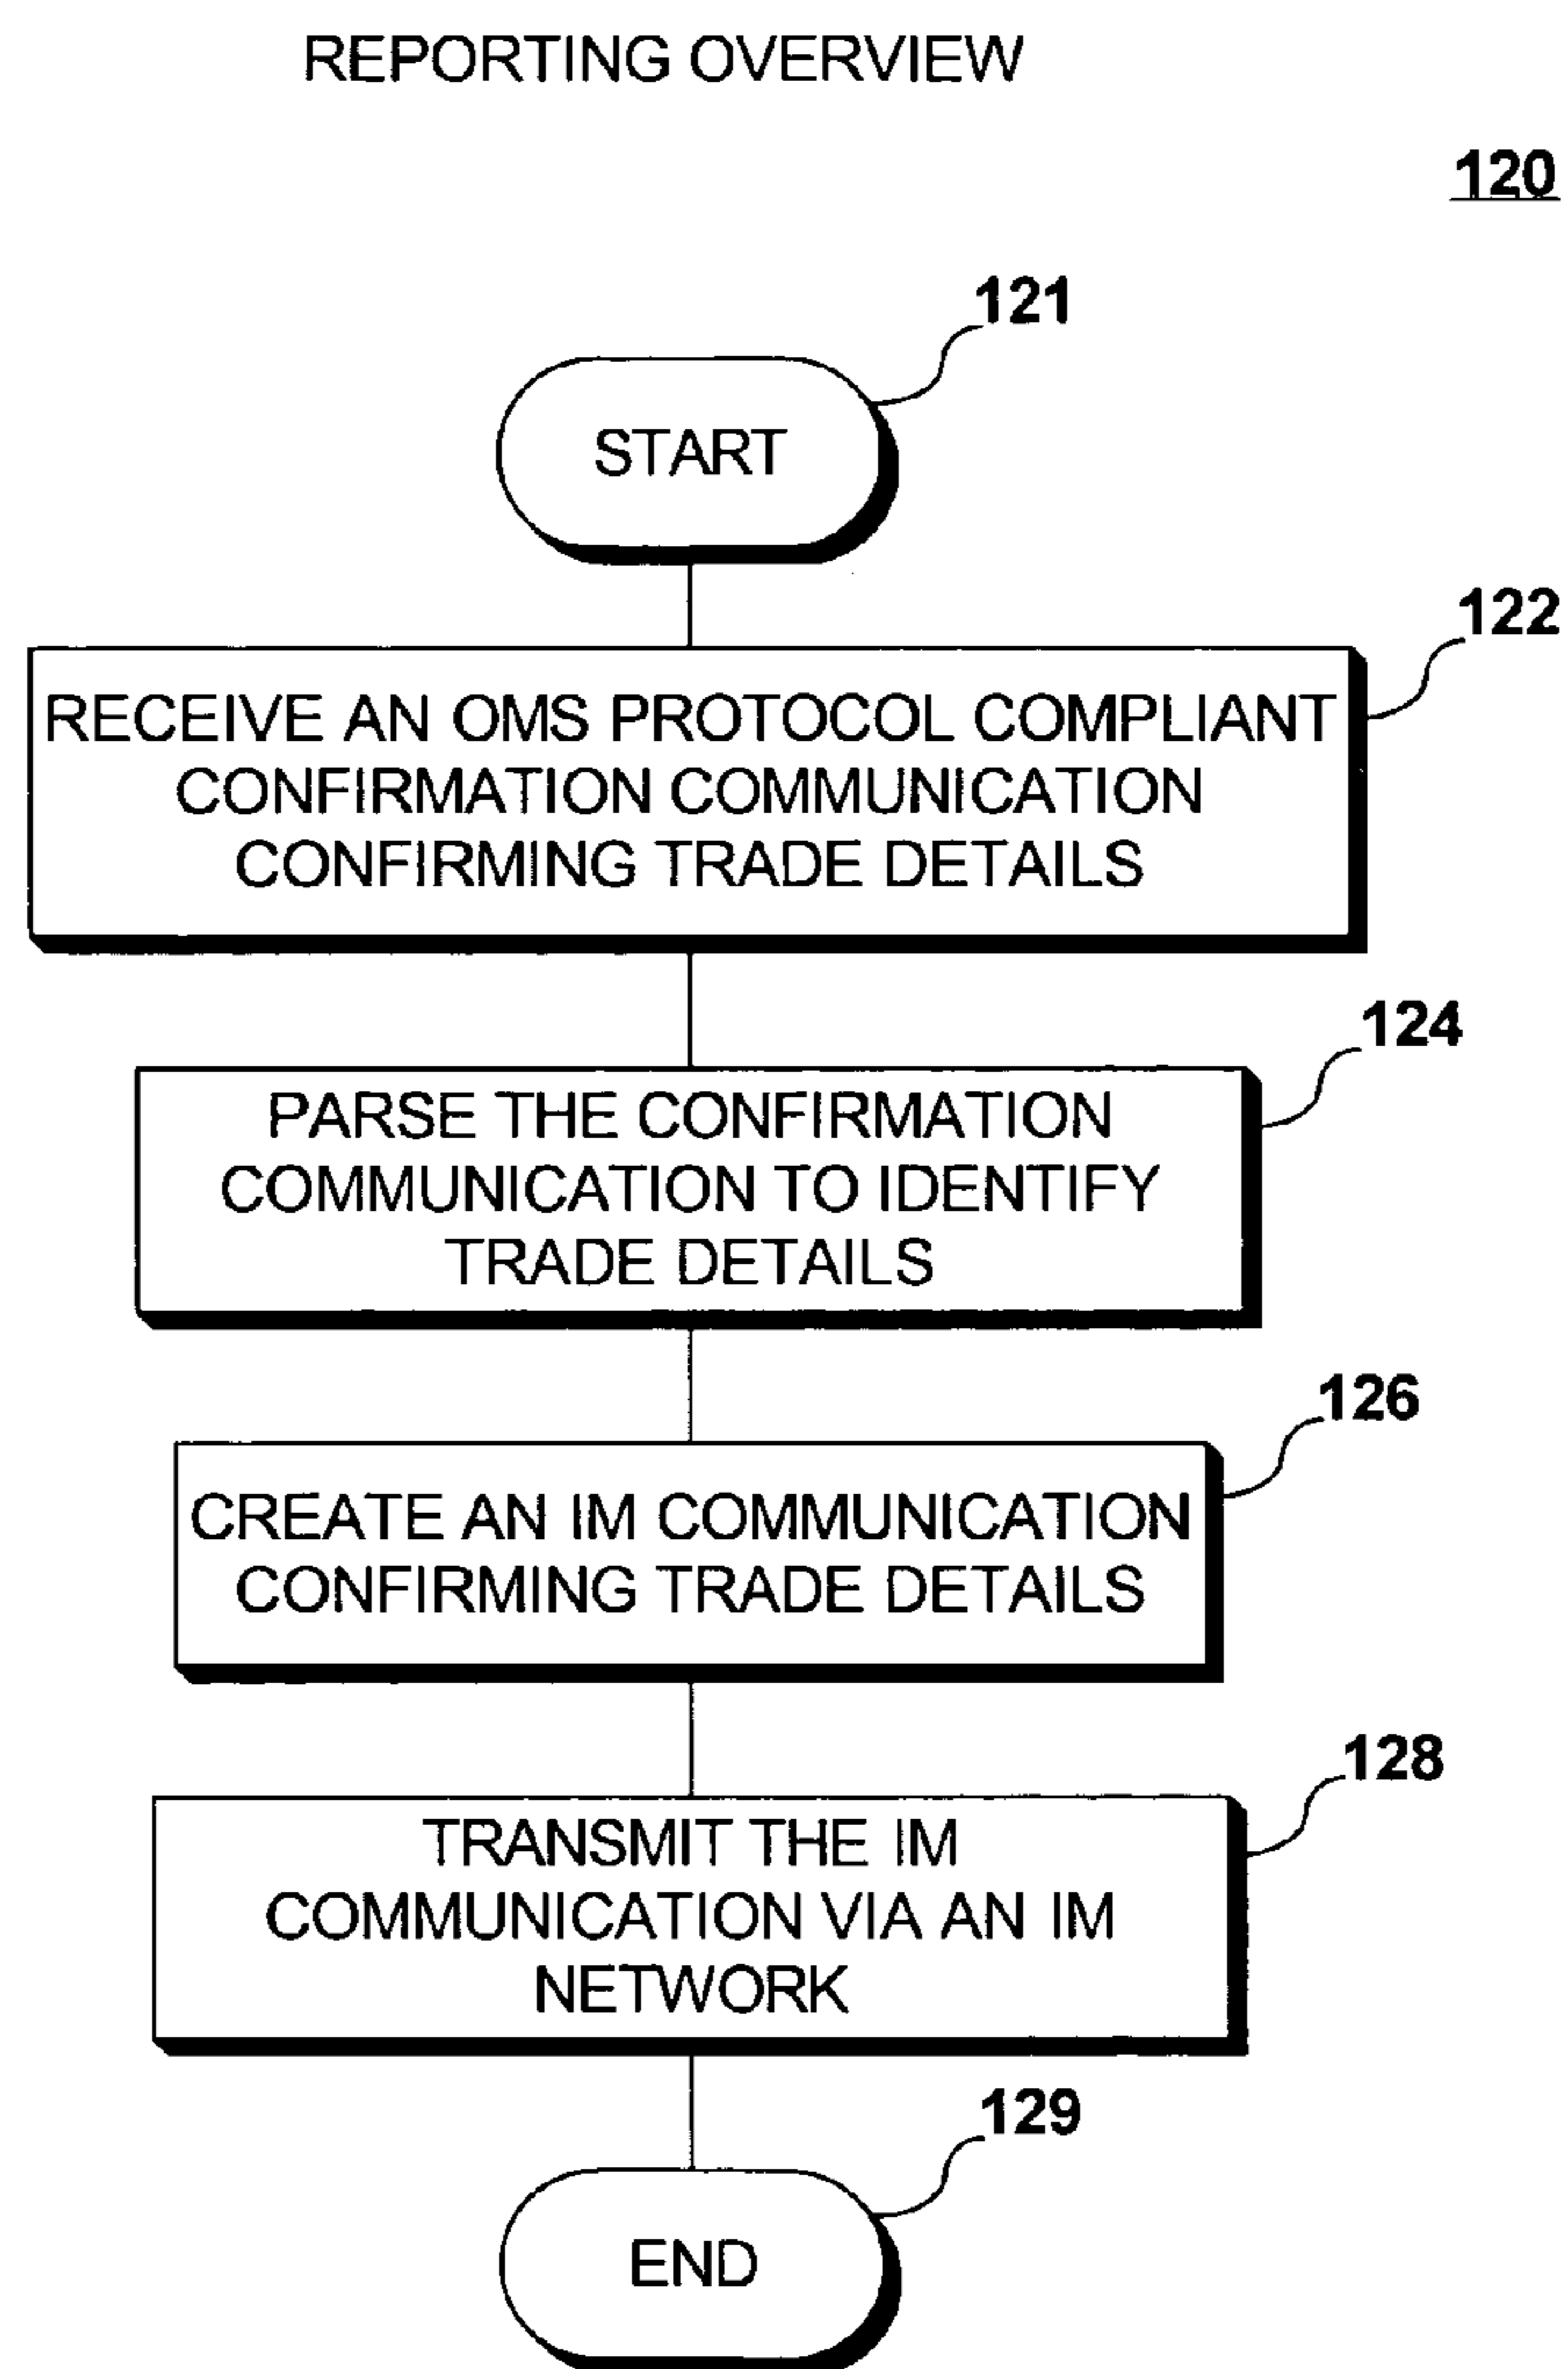 REPORTING OVERVIEW
120
121
START
122
RECEIVE AN OMS PROTOCOL COMPLIANT
CONFIRMATION COMMUNICATION
CONFIRMING TRADE DETAILS
124
PARSE THE CONFIRMATION
COMMUNICATION TO IDENTIFY
TRADE DETAILS
126
CREATE AN IM COMMUNICATION
CONFIRMING TRADE DETAILS
128
TRANSMIT THE IM
COMMUNICATION VIA AN IM
NETWORK
129
END